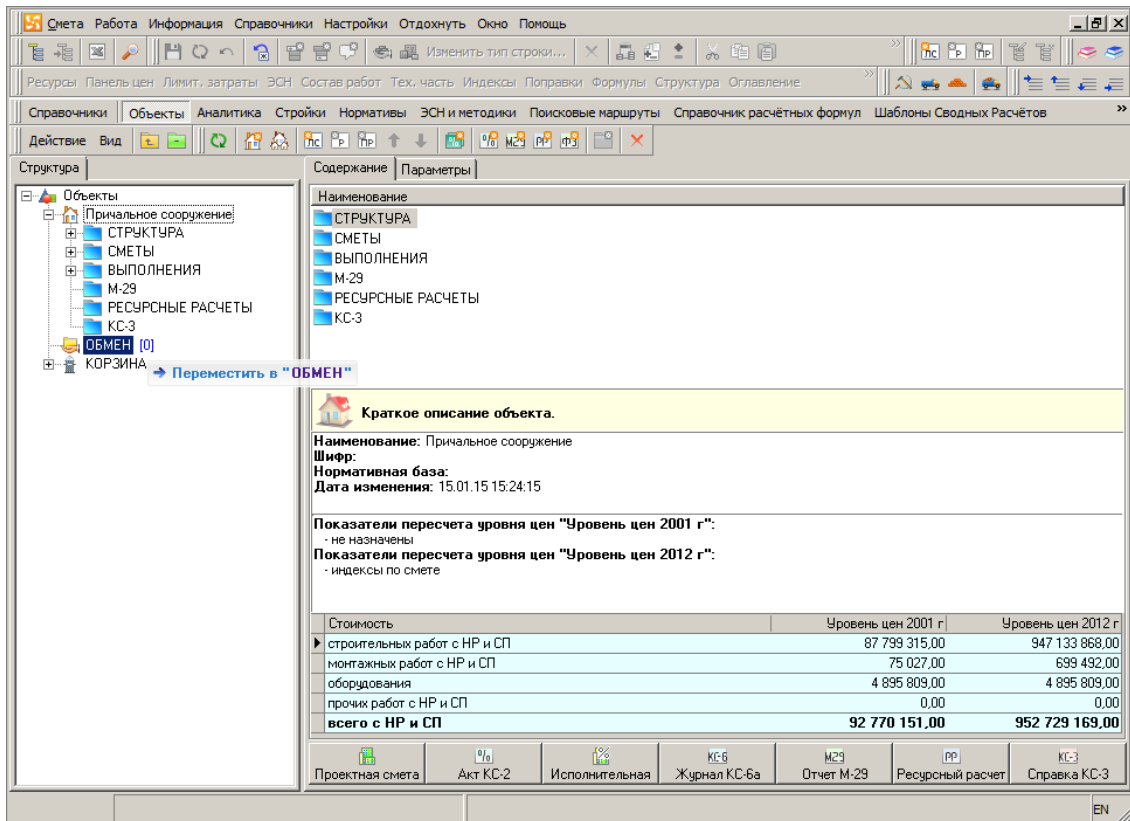 Смета Работа Информация Справочники Настройки Отдохнуть Окно Помощь
Изменить тип строки...
Ресурсы Панель цен Лимит. затраты ЭСН Состав работ Тех. часть Индексы Поправки Формулы Структура Оглавление
Справочники Объекты Аналитика Стройки Нормативы ЭСН и методики Поисковые маршруты Справочник расчётных формул Шаблоны Сводных Расчётов
Действие Вид
Структура
Содержание Параметры
Объекты
Причальное сооружение
СТРУКТУРА
СМЕТЫ
ВЫПОЛНЕНИЯ
М-29
РЕСУРСНЫЕ РАСЧЕТЫ
КС-3
ОБМЕН [0]
КОРЗИНА
Переместить в "ОБМЕН"
Наименование
СТРУКТУРА
СМЕТЫ
ВЫПОЛНЕНИЯ
М-29
РЕСУРСНЫЕ РАСЧЕТЫ
КС-3
Краткое описание объекта.
Наименование: Причальное сооружение
Шифр:
Нормативная база:
Дата изменения: 15.01.15 15:24:15
Показатели пересчета уровня цен "Уровень цен 2001 г":
- не назначены
Показатели пересчета уровня цен "Уровень цен 2012 г":
- индексы по смете
Стоимость Уровень цен 2001 г Уровень цен 2012 г
строительных работ с НР и СП 87 799 315,00 947 133 868,00
монтажных работ с НР и СП 75 027,00 699 492,00
оборудования 4 895 809,00 4 895 809,00
прочих работ с НР и СП 0,00 0,00
всего с НР и СП 92 770 151,00 952 729 169,00
% КС-6 М29 РР КС-3
Проектная смета Акт КС-2 Исполнительная Журнал КС-6а Отчет М-29 Ресурсный расчет Справка КС-3
EN